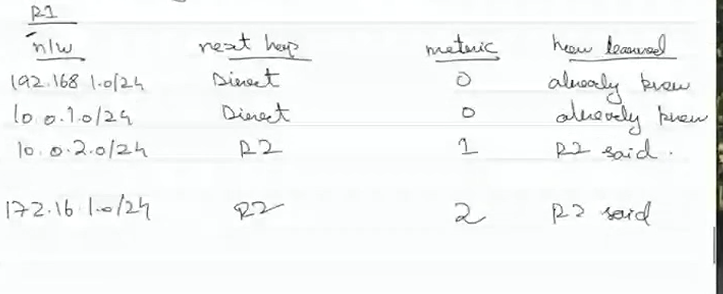 R1
n/w next hop metric how learned
192.168 1.0/24 Direct 0 already knew
10.0.1.0/24 Direct 0 already knew
10.0.2.0/24 R2 1 R2 said.
172.16.1.0/24 R2 2 R2 said